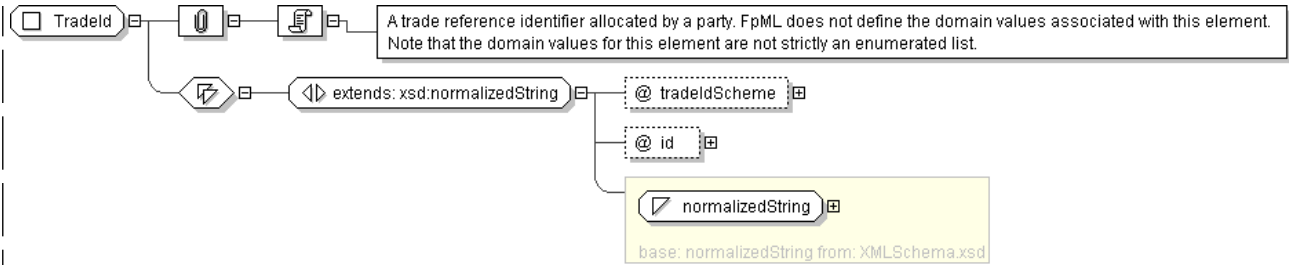 TradeId
A trade reference identifier allocated by a party. FpML does not define the domain values associated with this element.
Note that the domain values for this element are not strictly an enumerated list.
extends: xsd:normalizedString
@ tradeIdScheme
@ id
normalizedString
base: normalizedString from: XMLSchema.xsd